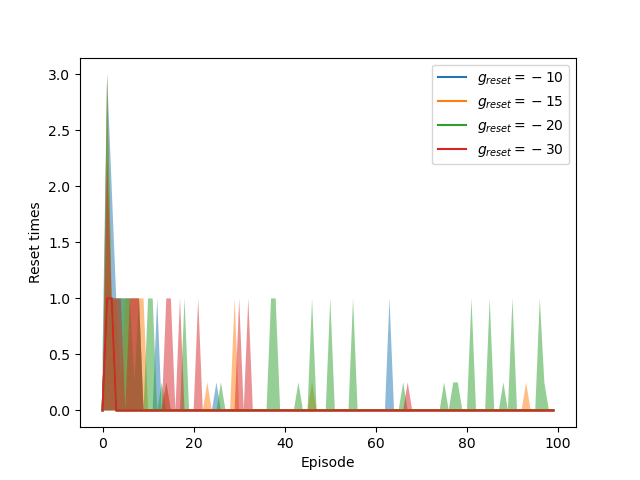 3.0
2.5
2.0
1.5
1.0
0.5
0.0
Reset times
0 20 40 60 80 100
Episode
g_reset = − 10
g_reset = − 15
g_reset = − 20
g_reset = − 30